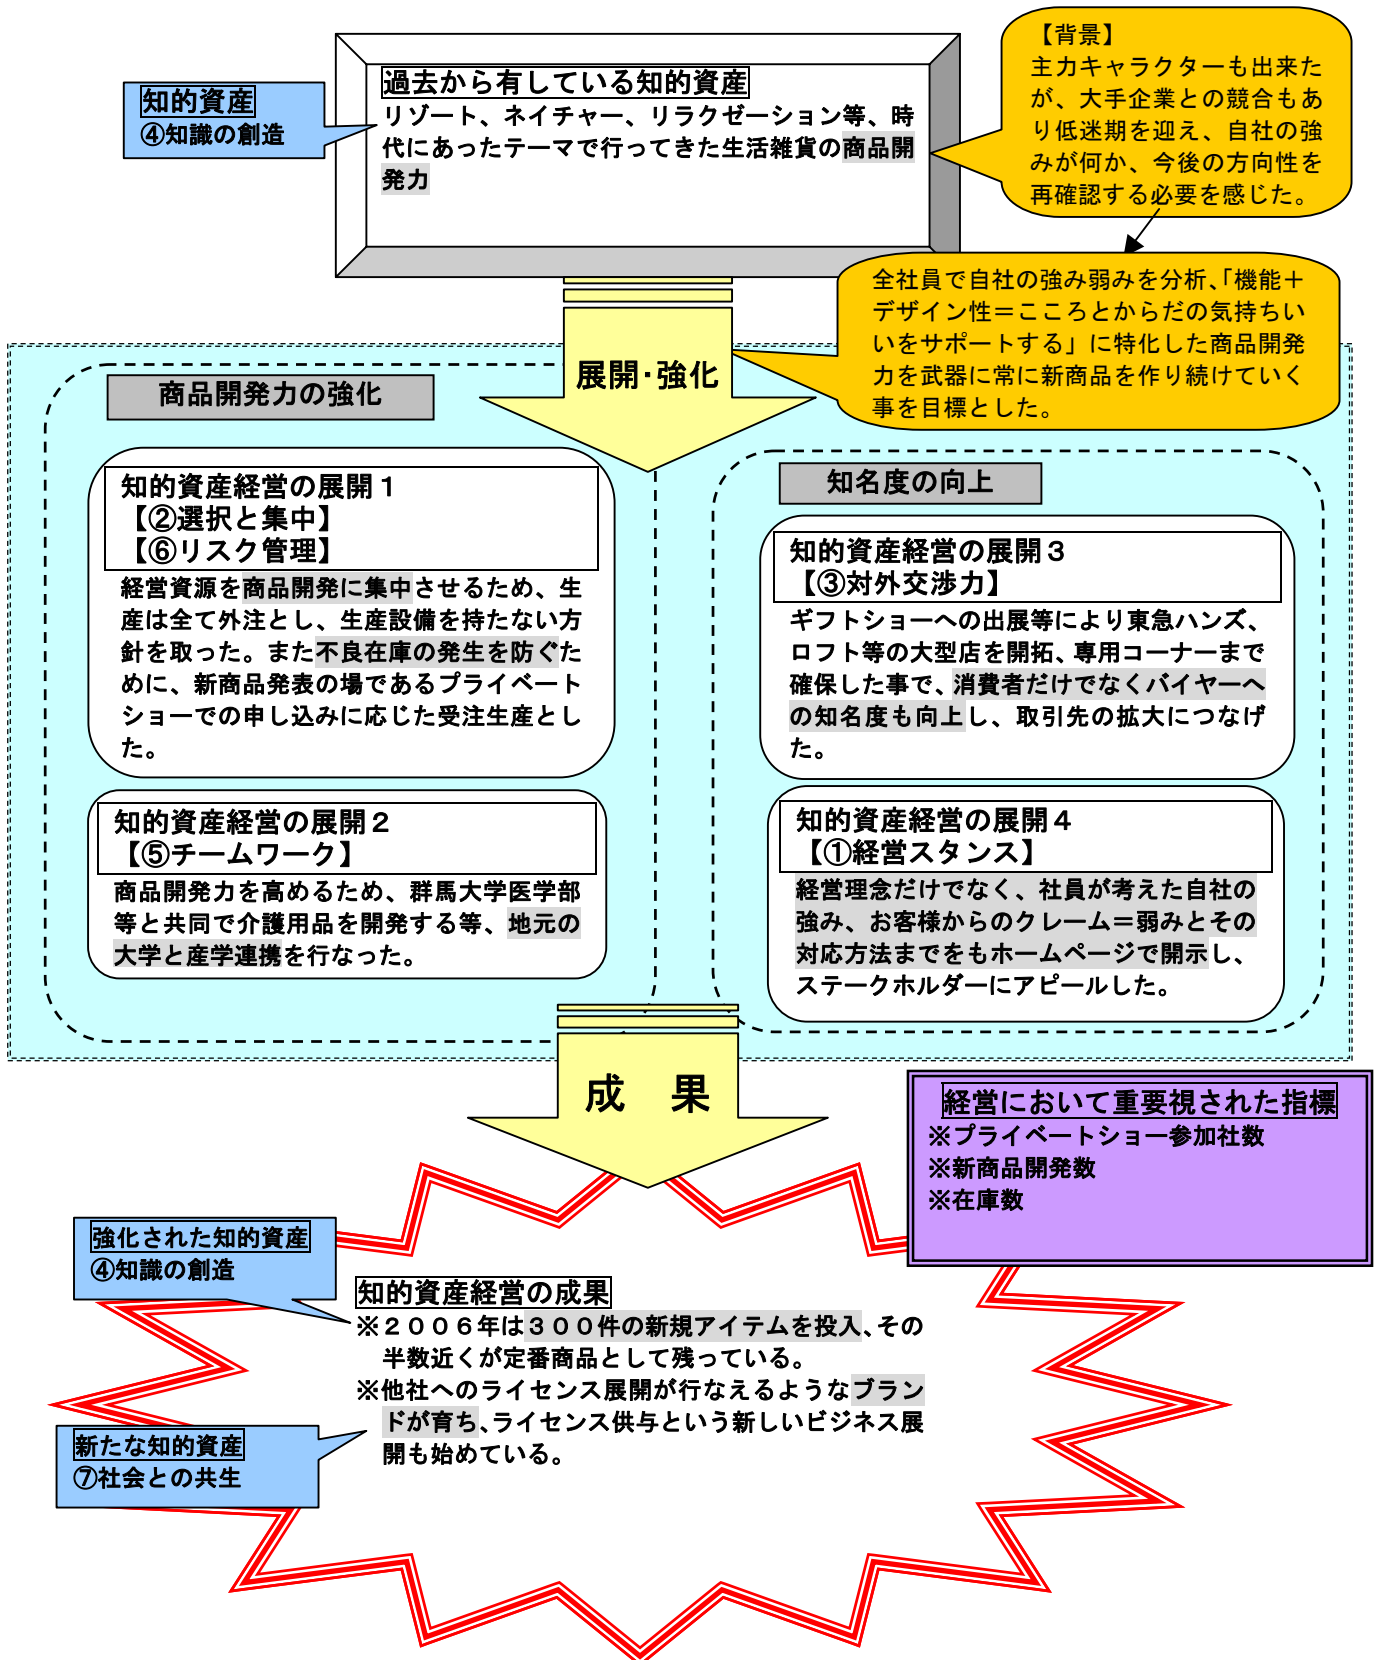 【背景】
主力キャラクターも出来た
が、大手企業との競合もあ
り低迷期を迎え、自社の強
みが何か、今後の方向性を
再確認する必要を感じた。
過去から有している知的資産
リゾート、ネイチャー、リラクゼーション等、時
代にあったテーマで行ってきた生活雑貨の商品開
発力
知的資産
④知識の創造
全社員で自社の強み弱みを分析、「機能＋
デザイン性＝こころとからだの気持ちい
いをサポートする」に特化した商品開発
力を武器に常に新商品を作り続けていく
事を目標とした。
展開・強化
商品開発力の強化
知的資産経営の展開１
【②選択と集中】
【⑥リスク管理】
経営資源を商品開発に集中させるため、生
産は全て外注とし、生産設備を持たない方
針を取った。また不良在庫の発生を防ぐた
めに、新商品発表の場であるプライベート
ショーでの申し込みに応じた受注生産とし
た。
知的資産経営の展開２
【⑤チームワーク】
商品開発力を高めるため、群馬大学医学部
等と共同で介護用品を開発する等、地元の
大学と産学連携を行なった。
知名度の向上
知的資産経営の展開３
【③対外交渉力】
ギフトショーへの出展等により東急ハンズ、
ロフト等の大型店を開拓、専用コーナーまで
確保した事で、消費者だけでなくバイヤーへ
の知名度も向上し、取引先の拡大につなげ
た。
知的資産経営の展開４
【①経営スタンス】
経営理念だけでなく、社員が考えた自社の
強み、お客様からのクレーム＝弱みとその
対応方法までをもホームページで開示し、
ステークホルダーにアピールした。
成　果
経営において重要視された指標
※プライベートショー参加社数
※新商品開発数
※在庫数
強化された知的資産
④知識の創造
知的資産経営の成果
※２００６年は３００件の新規アイテムを投入、その
半数近くが定番商品として残っている。
※他社へのライセンス展開が行なえるようなブラン
ドが育ち、ライセンス供与という新しいビジネス展
開も始めている。
新たな知的資産
⑦社会との共生